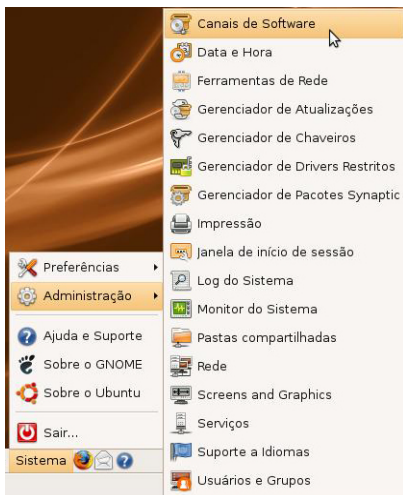 Canais de Software
Data e Hora
Ferramentas de Rede
Gerenciador de Atualizações
Gerenciador de Chaveiros
Gerenciador de Drivers Restritos
Gerenciador de Pacotes Synaptic
Impressão
Janela de início de sessão
Log do Sistema
Monitor do Sistema
Pastas compartilhadas
Rede
Screens and Graphics
Serviços
Suporte a Idiomas
Usuários e Grupos
Preferências
Administração
Ajuda e Suporte
Sobre o GNOME
Sobre o Ubuntu
Sair...
Sistema